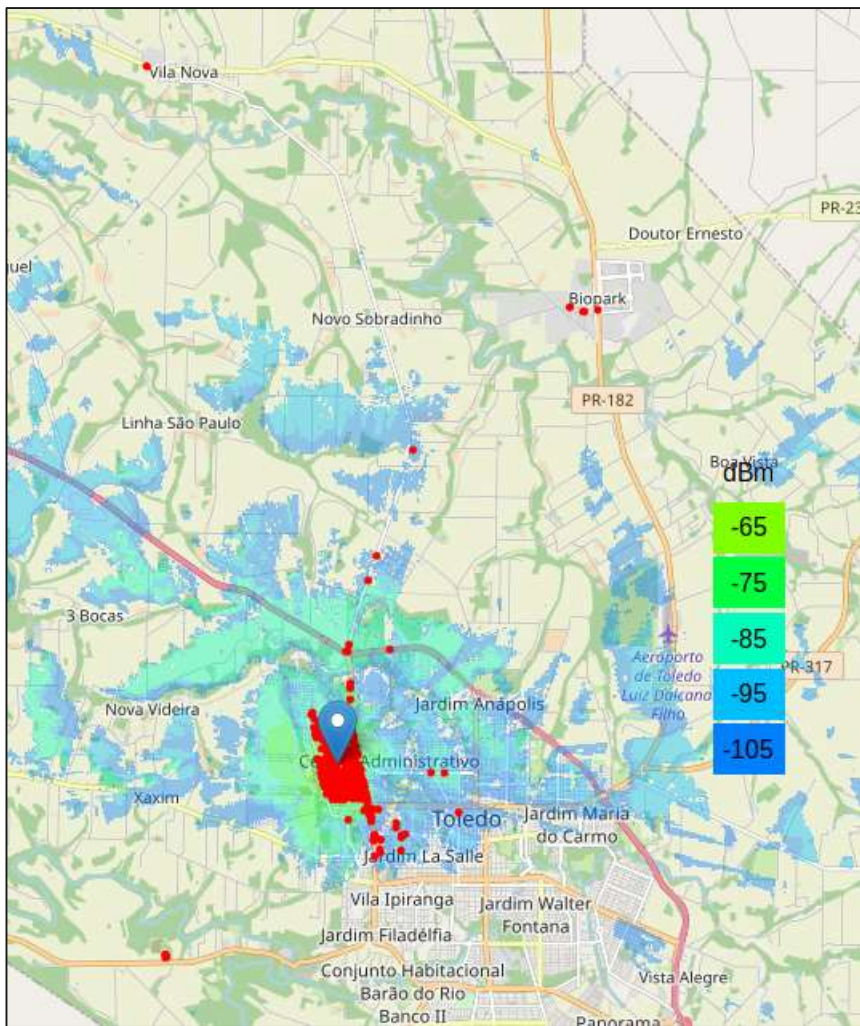 Vila Nova
PR-23
Doutor Ernesto
guel
Biopark
Novo Sobradinho
PR-182
Linha São Paulo
Boa Vista
dBm
-65
-75
-85
-95
-105
3 Bocas
Aeroporto
de Toledo
Luiz Dalcanale
Filho
PR-317
Nova Videira
Jardim Anápolis
Administrativo
Xaxim
Toledo
Jardim Maria
do Carmo
Jardim La Salle
Vila Ipiranga
Jardim Walter
Fontana
Jardim Filadélfia
Conjunto Habitacional
Barão do Rio
Banco II
Vista Alegre
Panorama